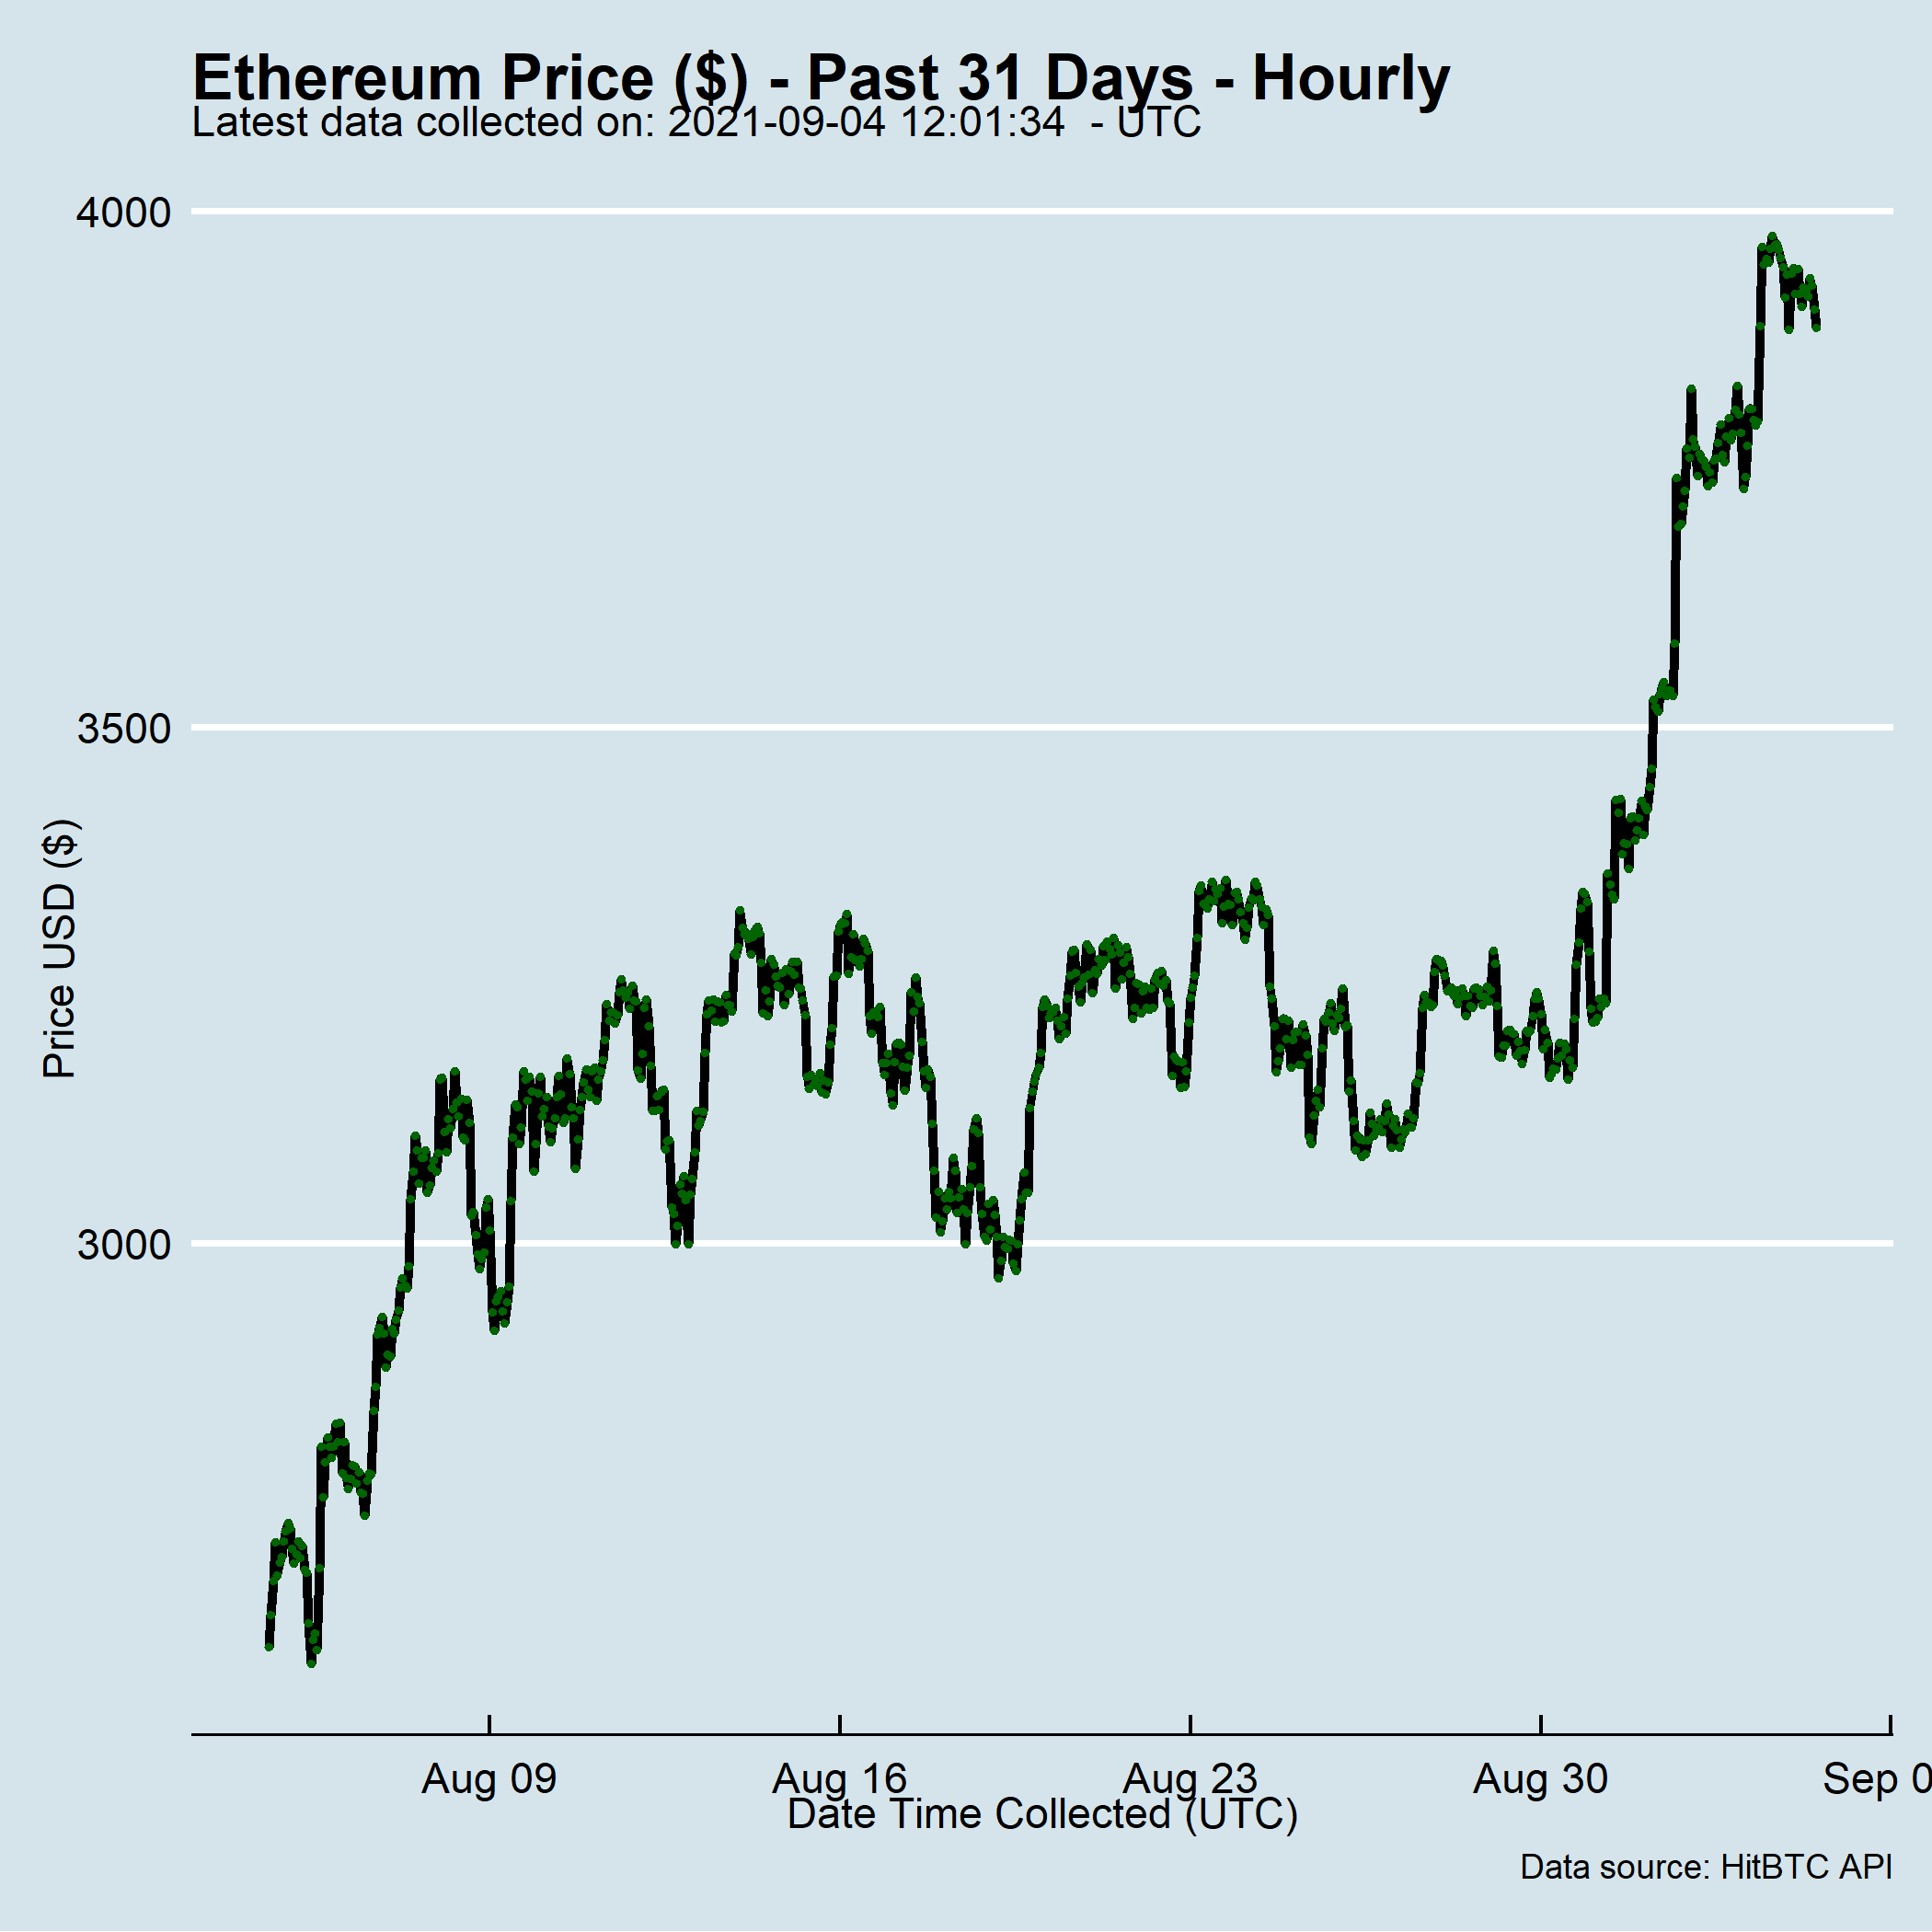 Ethereum Price ($) - Past 31 Days - Hourly
Latest data collected on: 2021-09-04 12:01:34  - UTC
4000
3500
3000
Price USD ($)
Aug 09 Aug 16 Aug 23 Aug 30 Sep 0
Date Time Collected (UTC)
Data source: HitBTC API